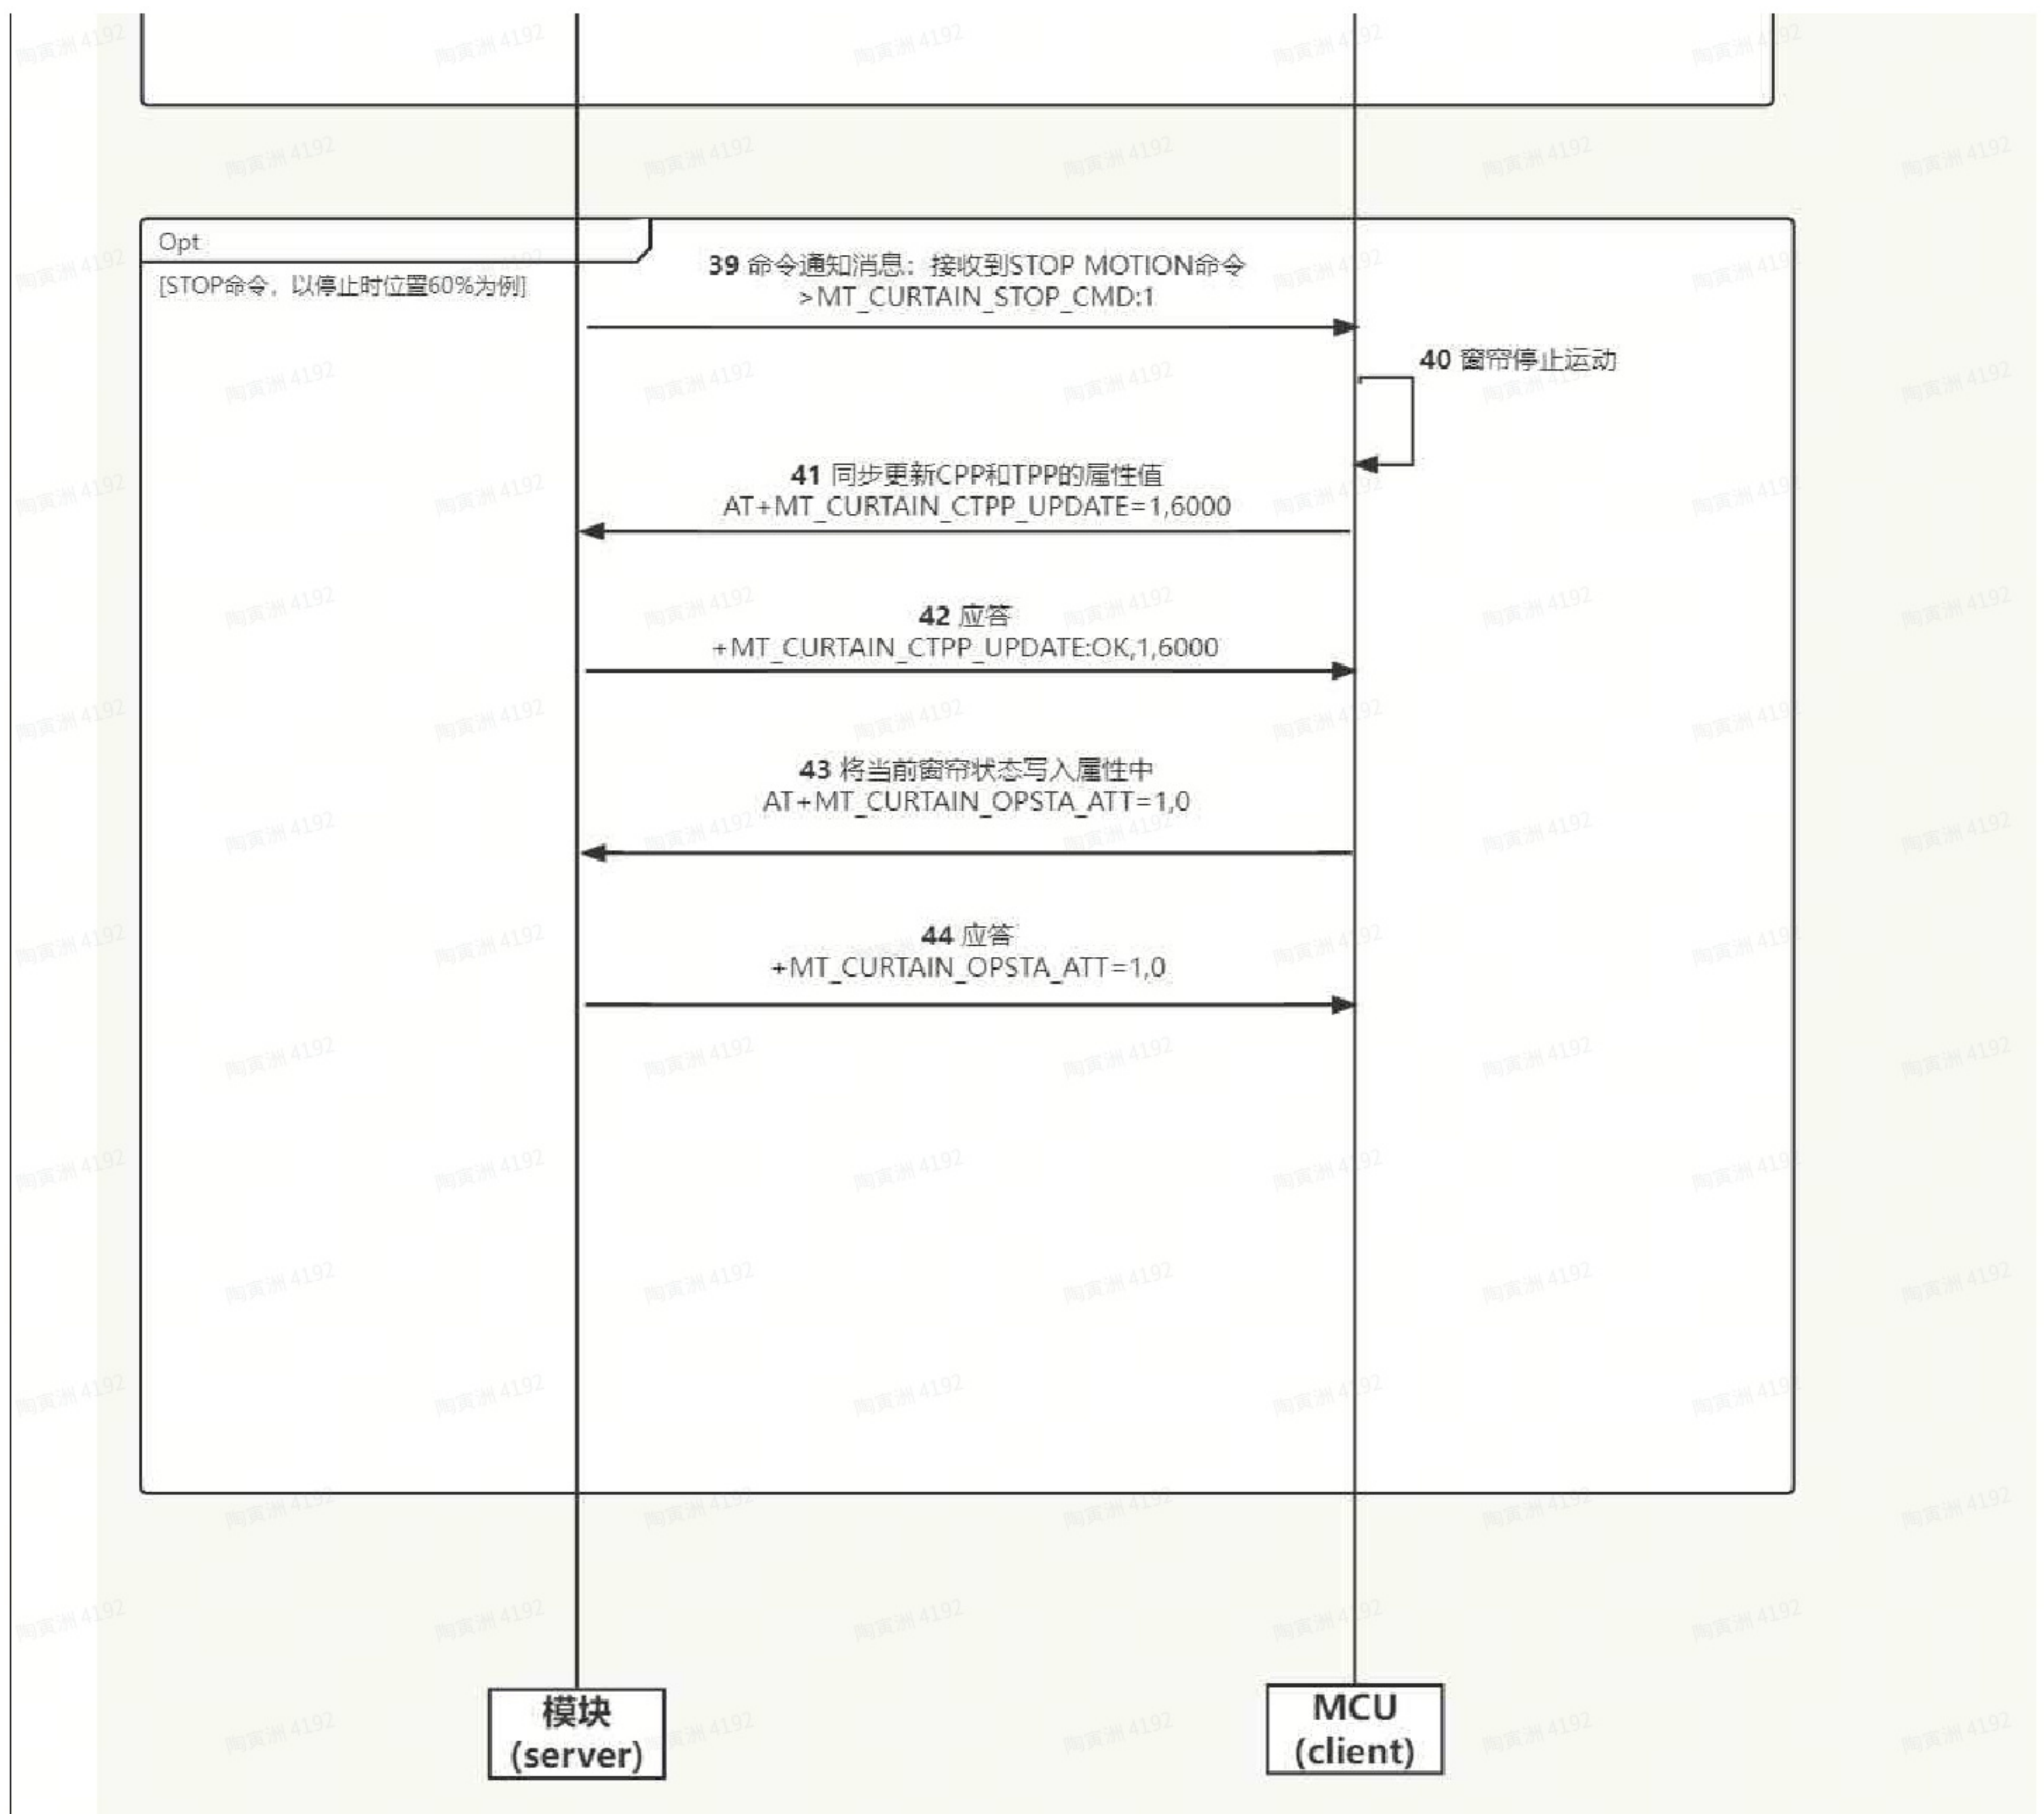 Opt
[STOP命令，以停止时位置60%为例]
39 命令通知消息：接收到STOP MOTION命令
>MT_CURTAIN_STOP_CMD:1
40 窗帘停止运动
41 同步更新CPP和TPP的属性值
AT+MT_CURTAIN_CTPP_UPDATE=1,6000
42 应答
+MT_CURTAIN_CTPP_UPDATE:OK,1,6000
43 将当前窗帘状态写入属性中
AT+MT_CURTAIN_OPSTA_ATT=1,0
44 应答
+MT_CURTAIN_OPSTA_ATT=1,0
模块
(server)
MCU
(client)
陶寅洲 4192